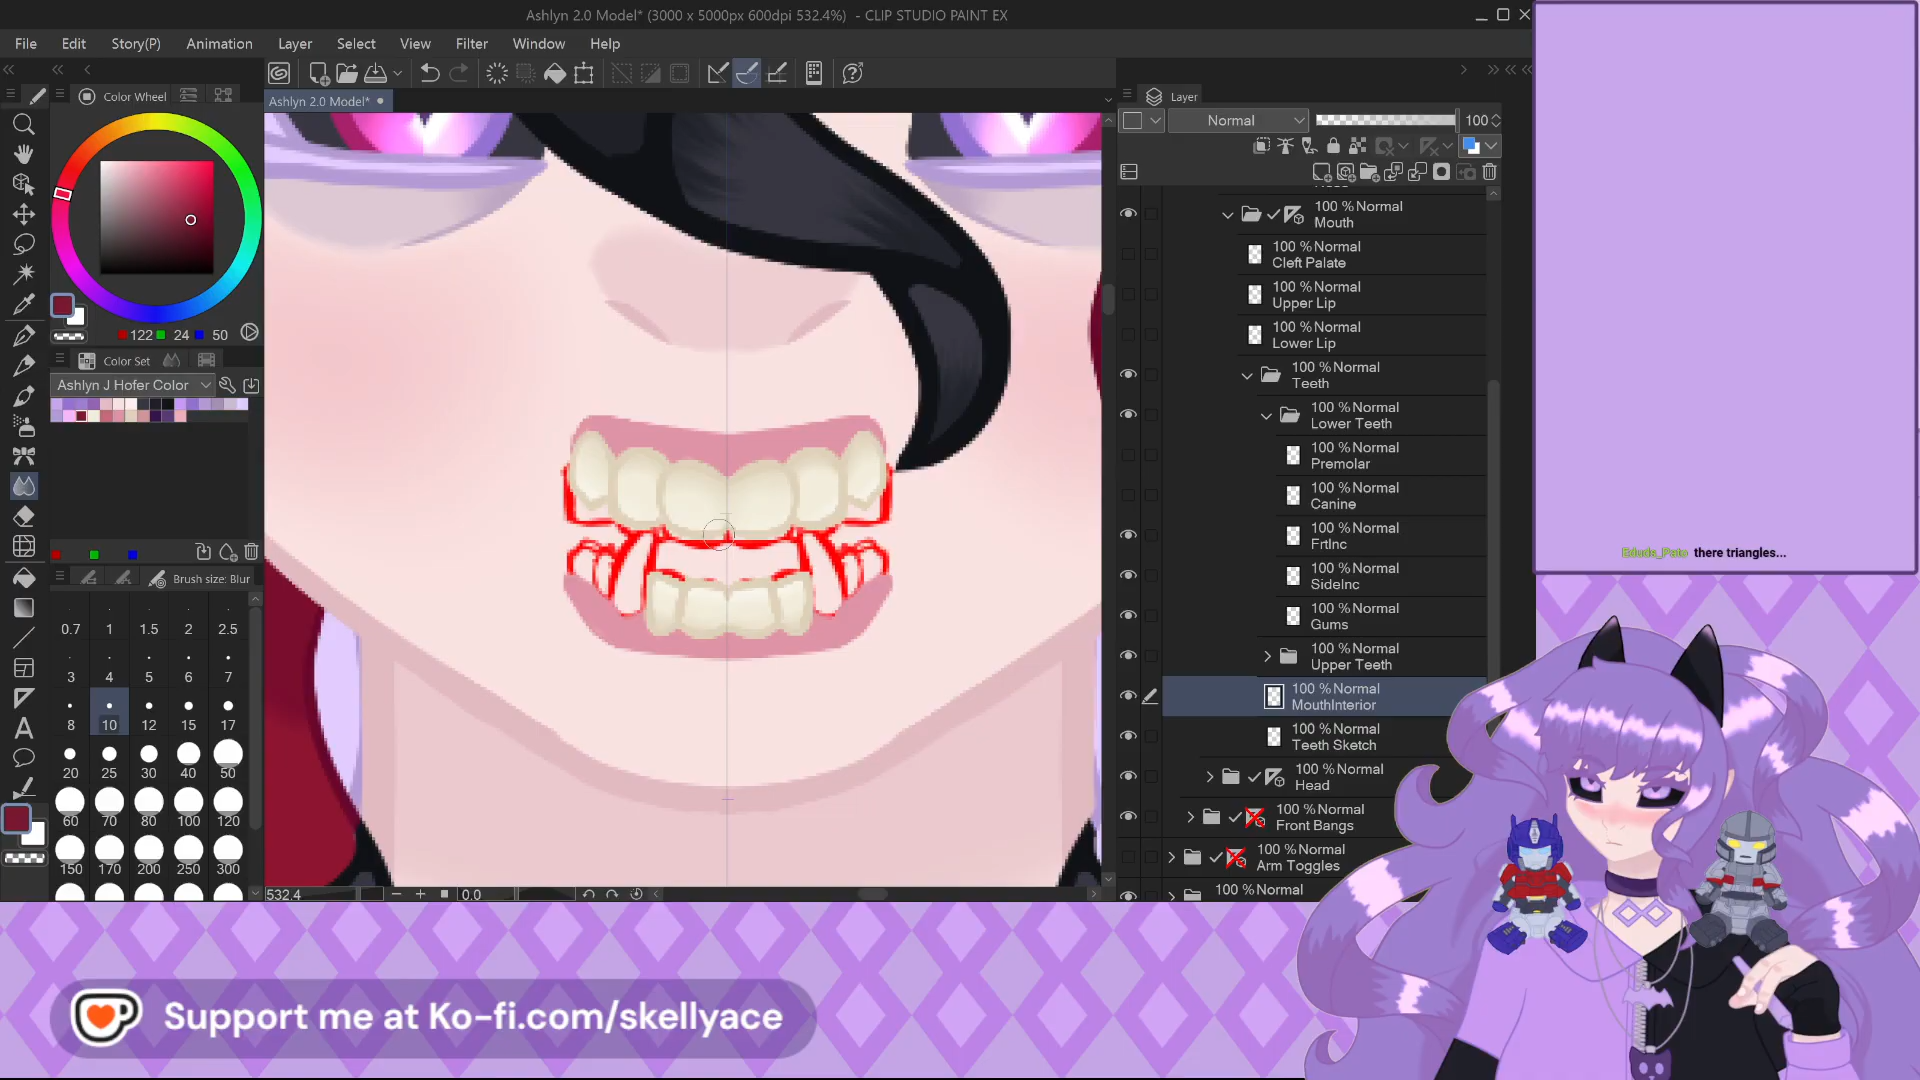 Ashlyn 2.0 Model* (3000 x 5000px 600dpi 532.4%) - CLIP STUDIO PAINT EX
File Edit Story(P) Animation Layer Select View Filter Window Help
Color Wheel
Ashlyn 2.0 Model*
Layer
Normal 100
122 24 50
Color Set
Ashlyn J Hofer Color
Brush size: Blur
0.7 1 1.5 2 2.5
3 4 5 6 7
8 10 12 15 17
20 25 30 40 50
60 70 80 100 120
150 170 200 250 300
532.4 0.0
100 %Normal
Mouth
100 %Normal
Cleft Palate
100 %Normal
Upper Lip
100 %Normal
Lower Lip
100 %Normal
Teeth
100 %Normal
Lower Teeth
100 %Normal
Premolar
100 %Normal
Canine
100 %Normal
FrtInc
100 %Normal
SideInc
100 %Normal
Gums
100 %Normal
Upper Teeth
100 %Normal
MouthInterior
100 %Normal
Teeth Sketch
100 %Normal
Head
100 %Normal
Front Bangs
100 %Normal
Arm Toggles
100 %Normal
there triangles...
Support me at Ko-fi.com/skellyace